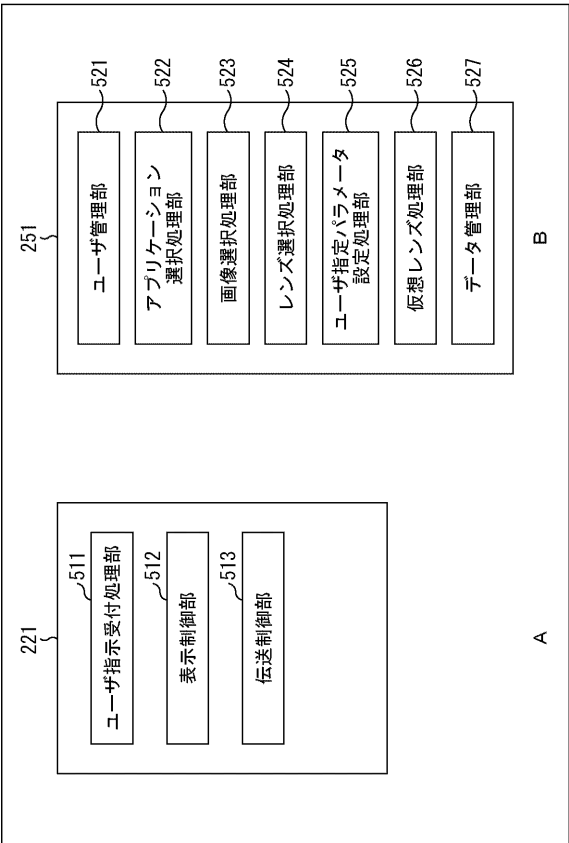 221
511
ユーザ指示受付処理部
512
表示制御部
513
伝送制御部
A
251
ユーザ管理部
521
アプリケーション
選択処理部
522
画像選択処理部
523
レンズ選択処理部
524
ユーザ指定パラメータ
設定処理部
525
仮想レンズ処理部
526
データ管理部
527
B